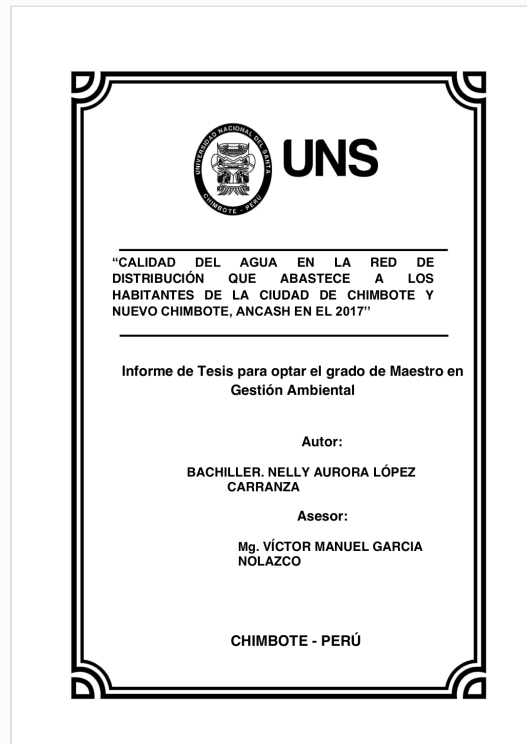 UNIVERSIDAD NACIONAL DEL SANTA
CHIMBOTE - PERÚ
UNS
“CALIDAD DEL AGUA EN LA RED DE
DISTRIBUCIÓN QUE ABASTECE A LOS
HABITANTES DE LA CIUDAD DE CHIMBOTE Y
NUEVO CHIMBOTE, ANCASH EN EL 2017’’
Informe de Tesis para optar el grado de Maestro en
Gestión Ambiental
Autor:
BACHILLER. NELLY AURORA LÓPEZ
CARRANZA
Asesor:
Mg. VÍCTOR MANUEL GARCIA
NOLAZCO
CHIMBOTE - PERÚ